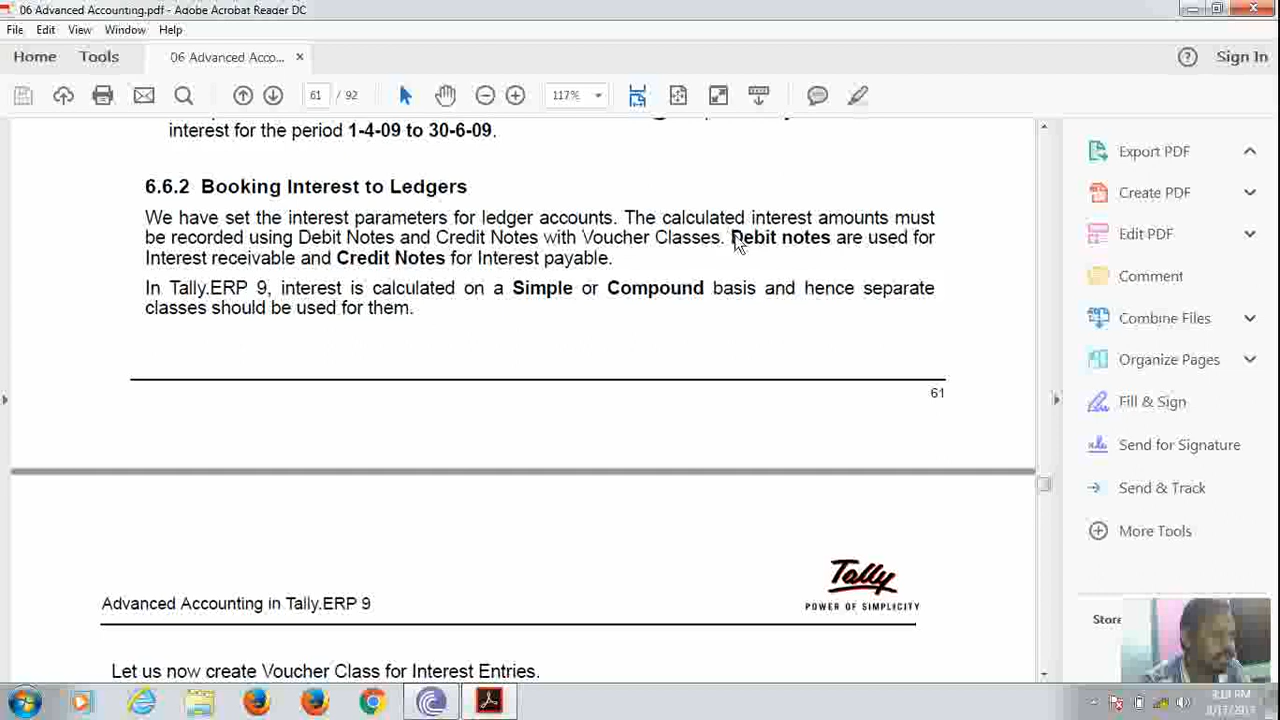 06 Advanced Accounting.pdf - Adobe Acrobat Reader DC
File Edit View Window Help
Home Tools 06 Advanced Acco... × Sign In
61 / 92 117%
interest for the period 1-4-09 to 30-6-09.
6.6.2 Booking Interest to Ledgers
We have set the interest parameters for ledger accounts. The calculated interest amounts must
be recorded using Debit Notes and Credit Notes with Voucher Classes. Debit notes are used for
Interest receivable and Credit Notes for Interest payable.
In Tally.ERP 9, interest is calculated on a Simple or Compound basis and hence separate
classes should be used for them.
61
Advanced Accounting in Tally.ERP 9
Tally
POWER OF SIMPLICITY
Let us now create Voucher Class for Interest Entries.
Export PDF
Create PDF
Edit PDF
Comment
Combine Files
Organize Pages
Fill & Sign
Send for Signature
Send & Track
More Tools
Store